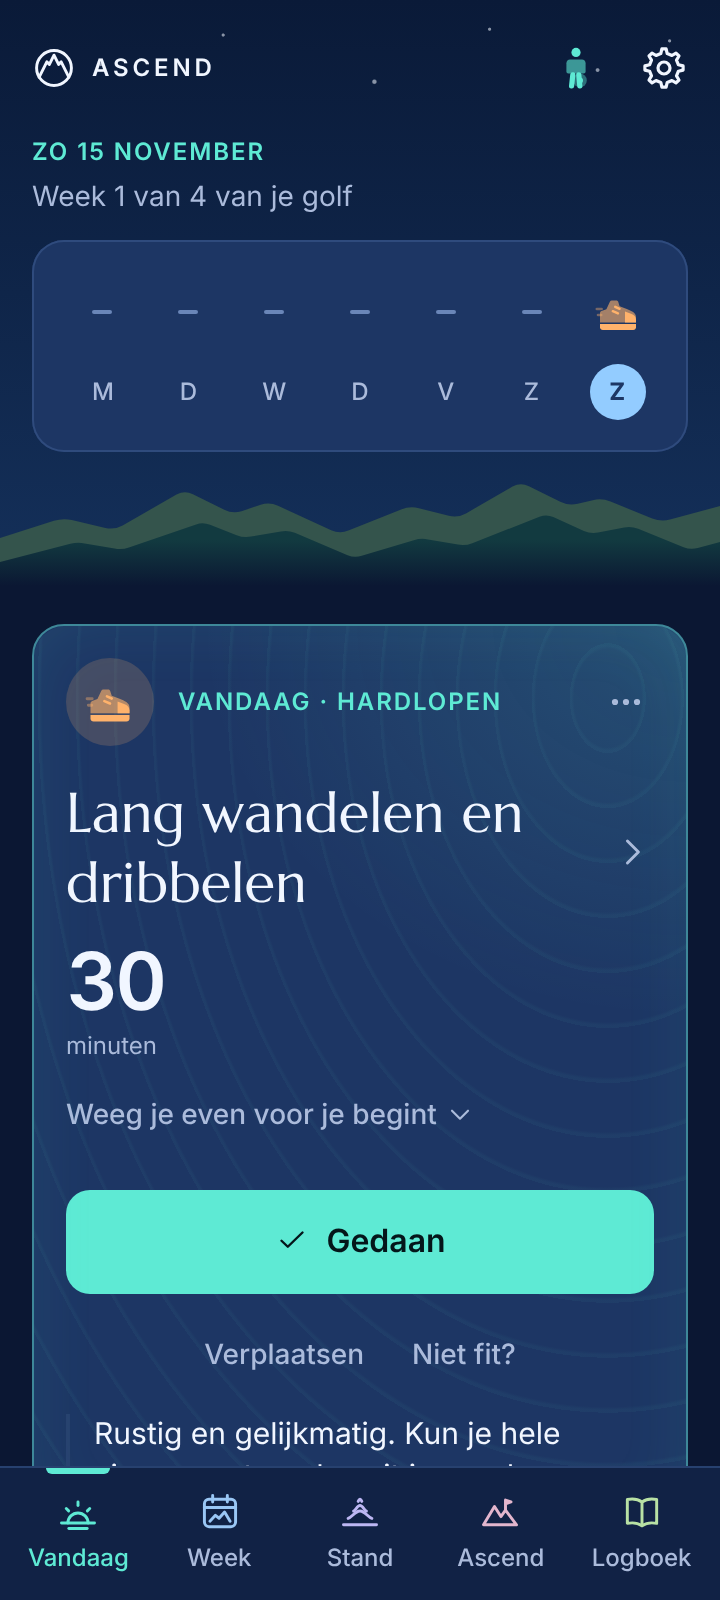 ASCEND
ZO 15 NOVEMBER
Week 1 van 4 van je golf
M D W D V Z Z
VANDAAG · HARDLOPEN
Lang wandelen en
dribbelen
30
minuten
Weeg je even voor je begint
Gedaan
Verplaatsen Niet fit?
Rustig en gelijkmatig. Kun je hele
Vandaag Week Stand Ascend Logboek